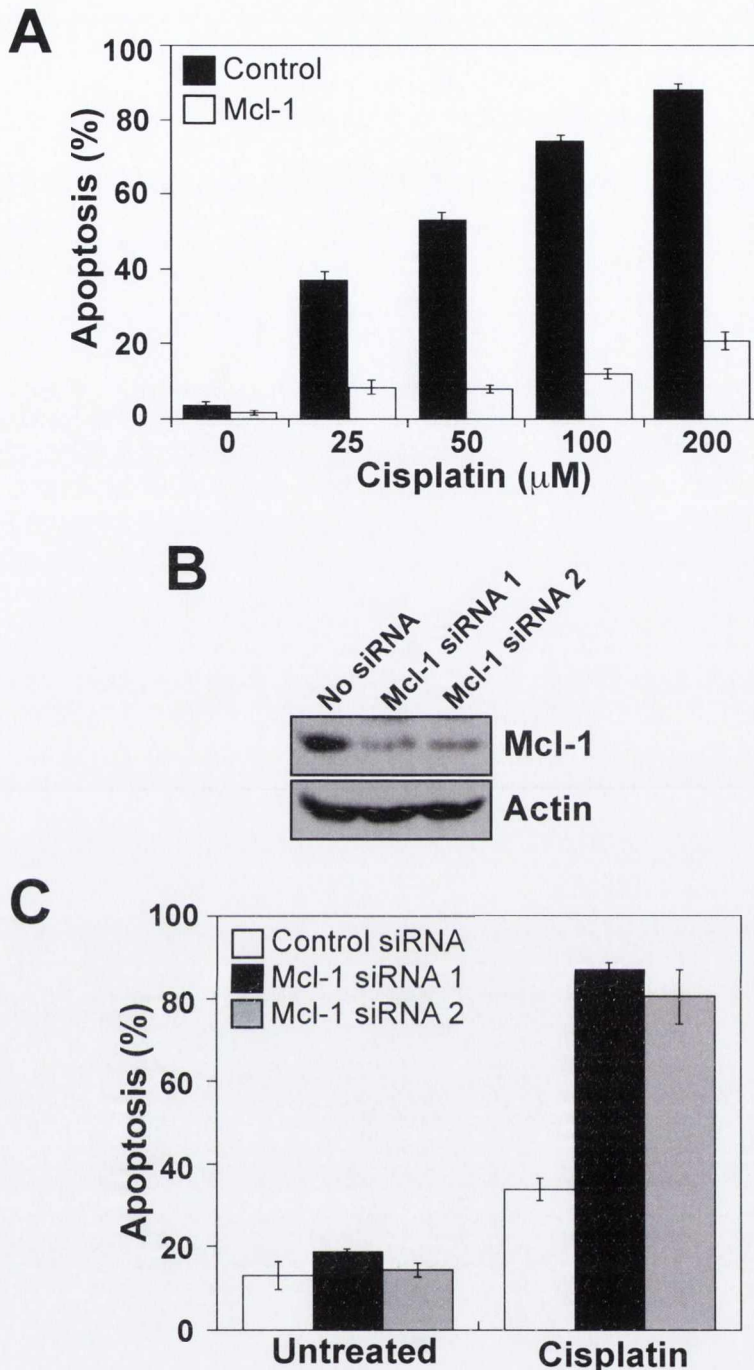 A
100
80
60
40
20
0
Apoptosis (%)
Control
Mcl-1
0 25 50 100 200
Cisplatin (μM)
B
No siRNA
Mcl-1 siRNA 1
Mcl-1 siRNA 2
Mcl-1
Actin
C
100
80
60
40
20
0
Apoptosis (%)
Control siRNA
Mcl-1 siRNA 1
Mcl-1 siRNA 2
Untreated Cisplatin